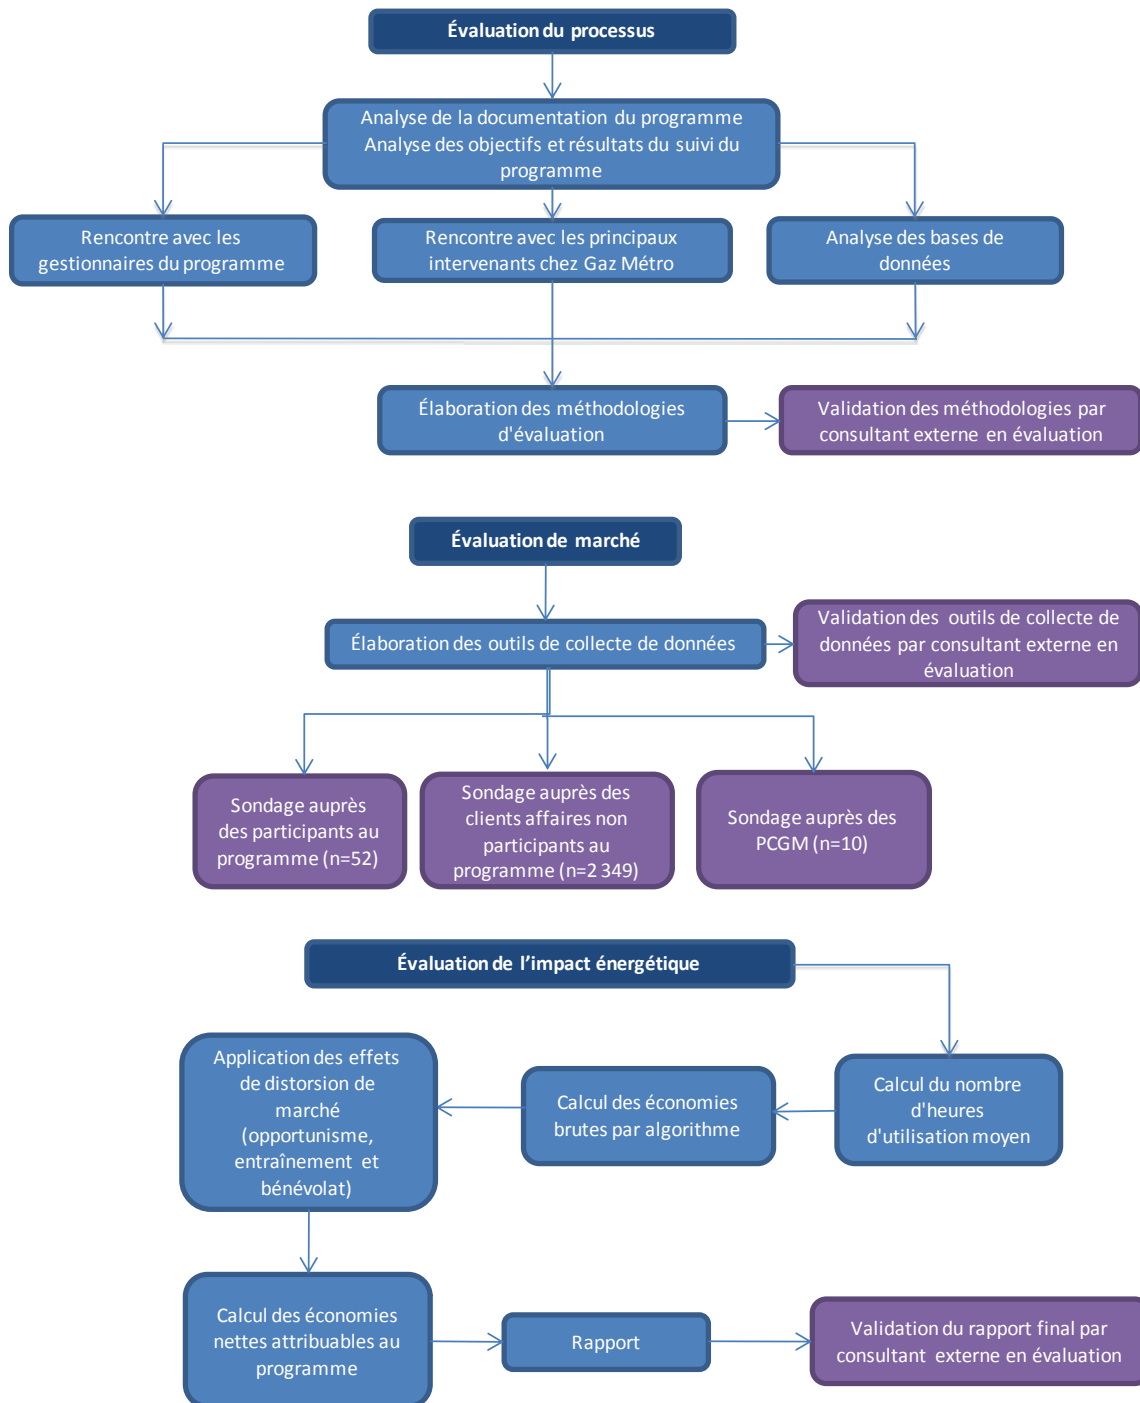 Évaluation du processus
Analyse de la documentation du programme
Analyse des objectifs et résultats du suivi du
programme
Rencontre avec les
gestionnaires du programme
Rencontre avec les principaux
intervenants chez Gaz Métro
Analyse des bases de
données
Élaboration des méthodologies
d'évaluation
Validation des méthodologies par
consultant externe en évaluation
Évaluation de marché
Élaboration des outils de collecte de données
Validation des outils de collecte de
données par consultant externe en
évaluation
Sondage auprès
des participants au
programme (n=52)
Sondage auprès des
clients affaires non
participants au
programme (n=2 349)
Sondage auprès des
PCGM (n=10)
Évaluation de l'impact énergétique
Calcul du nombre
d'heures
d'utilisation moyen
Calcul des économies
brutes par algorithme
Application des effets
de distorsion de
marché
(opportunisme,
entraînement et
bénévolat)
Calcul des économies
nettes attribuables au
programme
Rapport
Validation du rapport final par
consultant externe en évaluation